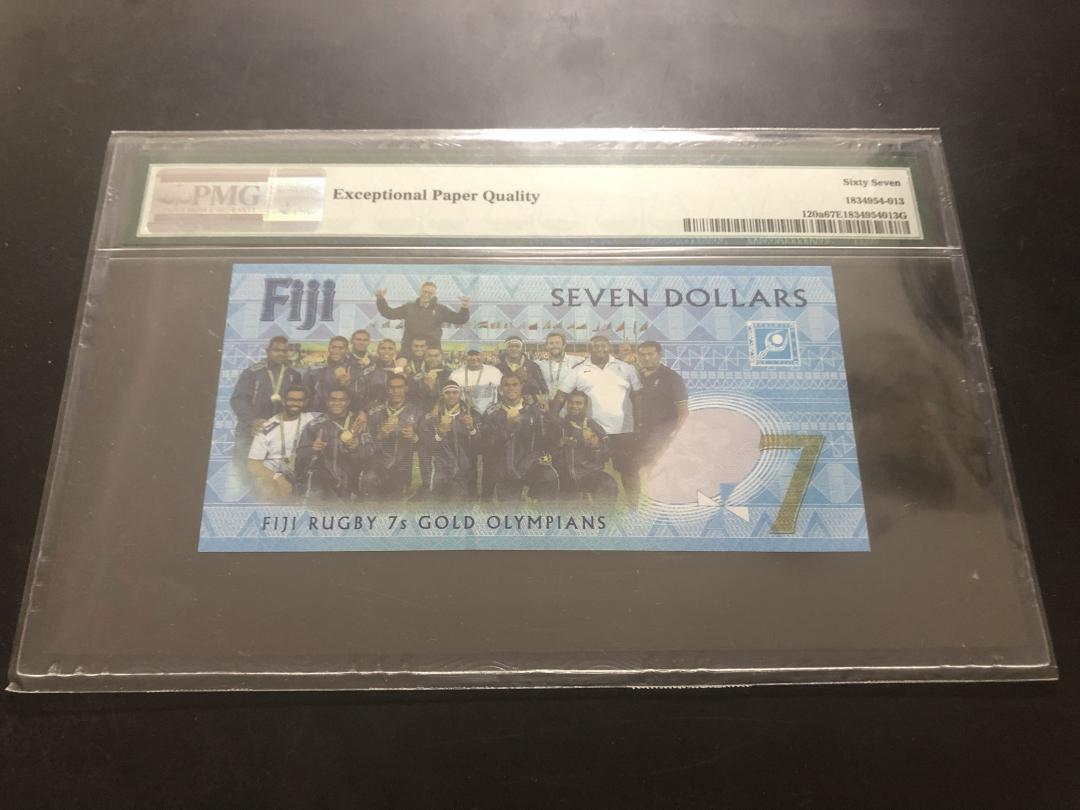 PMG
Exceptional Paper Quality
Sixty Seven
1834954-013
120a67E1834954013G
Fiji
SEVEN DOLLARS
7
FIJI RUGBY 7s GOLD OLYMPIANS